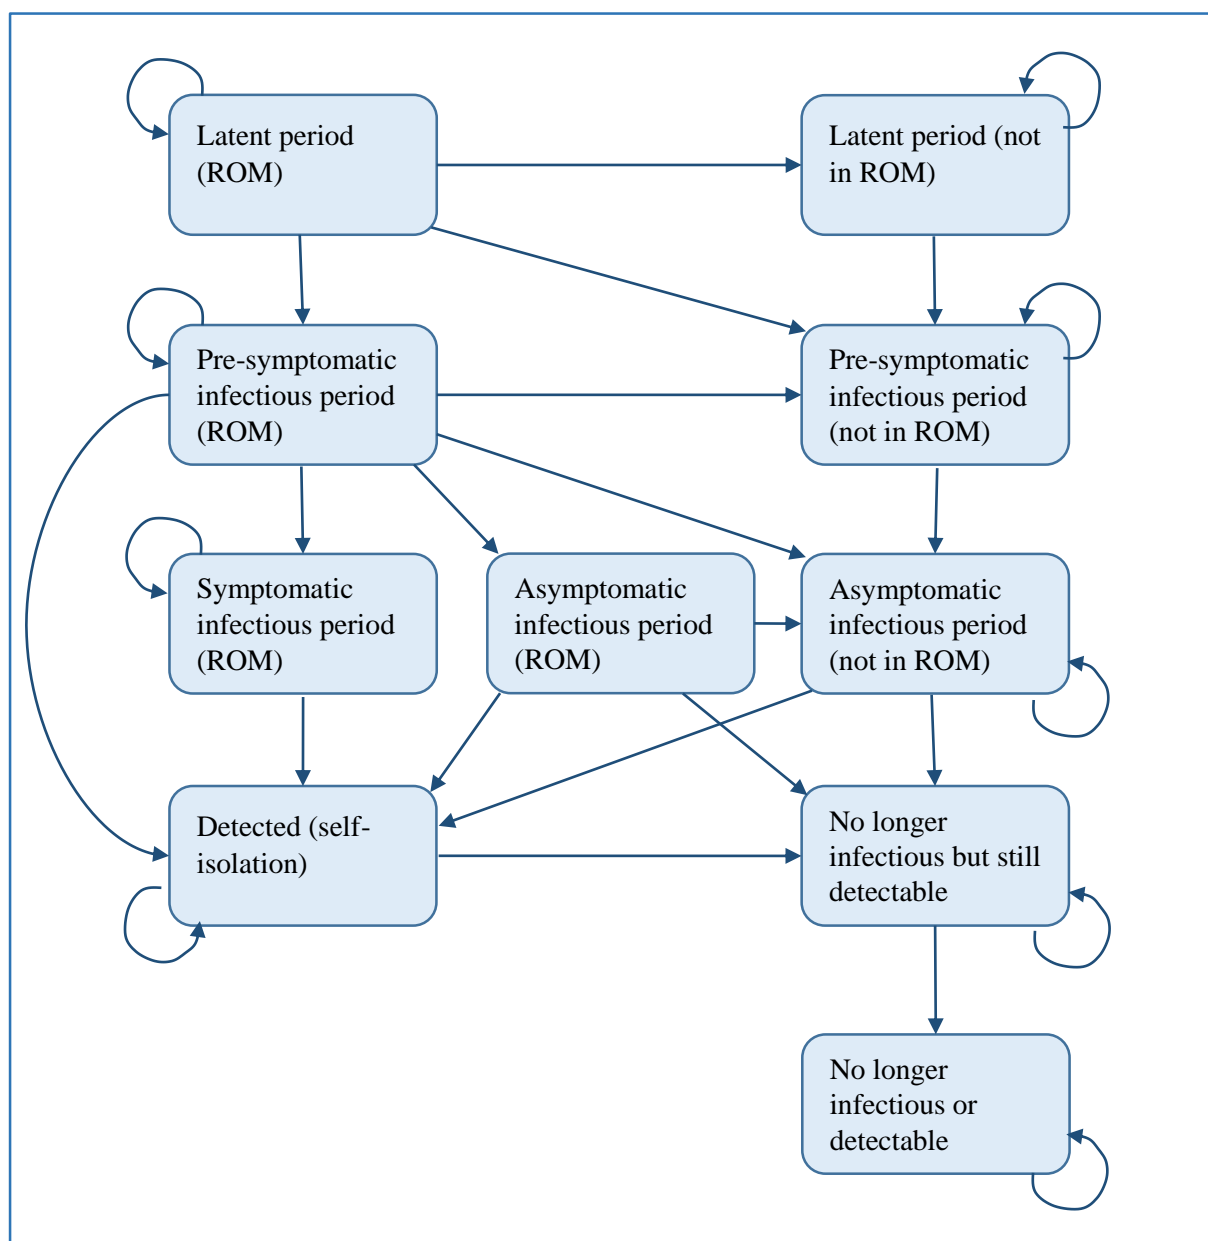 Latent period
(ROM)
Latent period (not
in ROM)
Pre-symptomatic
infectious period
(ROM)
Pre-symptomatic
infectious period
(not in ROM)
Symptomatic
infectious period
(ROM)
Asymptomatic
infectious period
(ROM)
Asymptomatic
infectious period
(not in ROM)
Detected (self-
isolation)
No longer
infectious but still
detectable
No longer
infectious or
detectable